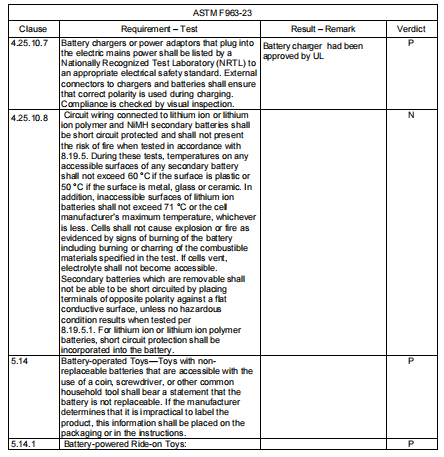 ASTM F963-23
Clause Requirement – Test Result – Remark Verdict
4.25.10.7 Battery chargers or power adaptors that plug into Battery charger had been P
the electric mains power shall be listed by a approved by UL
Nationally Recognized Test Laboratory (NRTL) to
an appropriate electrical safety standard. External
connectors to chargers and batteries shall ensure
that correct polarity is used during charging.
Compliance is checked by visual inspection.
4.25.10.8 Circuit wiring connected to lithium ion or lithium N
ion polymer and NiMH secondary batteries shall
be short circuit protected and shall not present
the risk of fire when tested in accordance with
8.19.5. During these tests, temperatures on any
accessible surfaces of any secondary battery
shall not exceed 60 °C if the surface is plastic or
50 °C if the surface is metal, glass or ceramic. In
addition, inaccessible surfaces of lithium ion
batteries shall not exceed 71 °C or the cell
manufacturer's maximum temperature, whichever
is less. Cells shall not cause explosion or fire as
evidenced by signs of burning of the battery
including burning or charring of the combustible
materials specified in the test. If cells vent,
electrolyte shall not become accessible.
Secondary batteries which are removable shall
not be able to be short circuited by placing
terminals of opposite polarity against a flat
conductive surface, unless no hazardous
condition results when tested per
8.19.5.1. For lithium ion or lithium ion polymer
batteries, short circuit protection shall be
incorporated into the battery.
5.14 Battery-operated Toys—Toys with non- P
replaceable batteries that are accessible with the
use of a coin, screwdriver, or other common
household tool shall bear a statement that the
battery is not replaceable. If the manufacturer
determines that it is impractical to label the
product, this information shall be placed on the
packaging or in the instructions.
5.14.1 Battery-powered Ride-on Toys: P